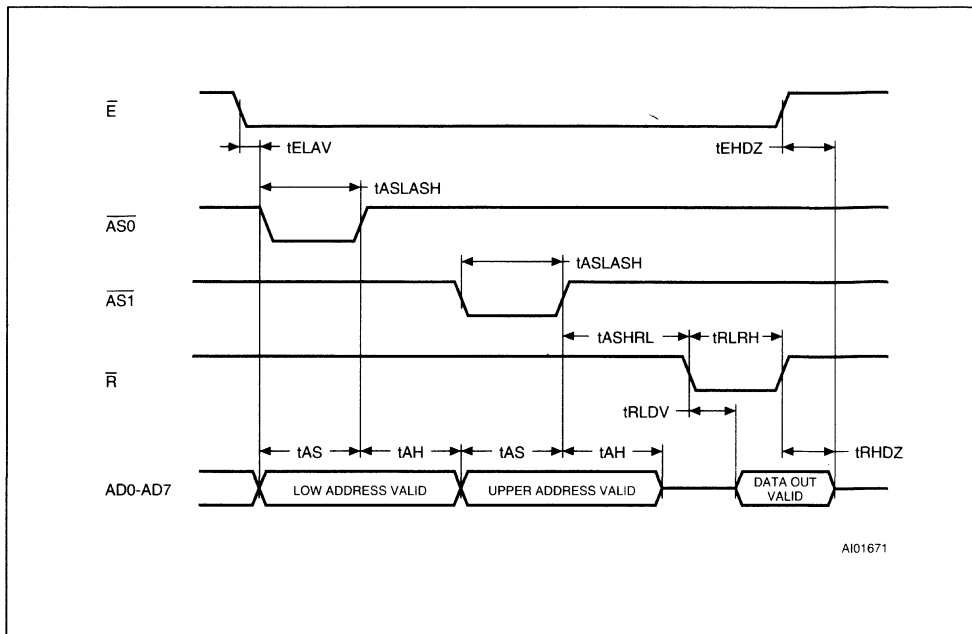 E
tELAV
tEHDZ
tASLASH
AS0
tASLASH
AS1
tASHRL
tRLRH
R
tRLDV
tAS
tAH
tAS
tAH
tRHDZ
AD0-AD7
LOW ADDRESS VALID
UPPER ADDRESS VALID
DATA OUT
VALID
AI01671